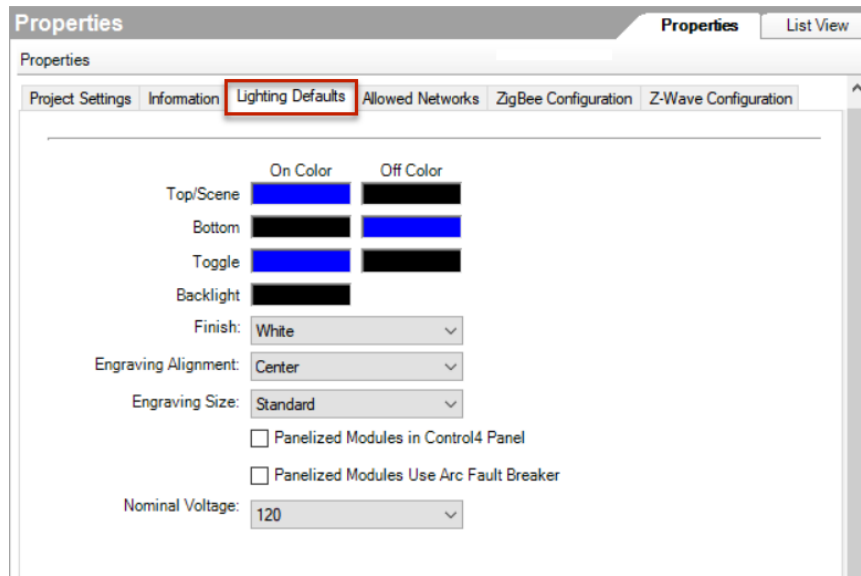 Properties
Properties List View
Properties
Project Settings Information Lighting Defaults Allowed Networks ZigBee Configuration Z-Wave Configuration
On Color Off Color
Top/Scene
Bottom
Toggle
Backlight
Finish: White
Engraving Alignment: Center
Engraving Size: Standard
Panelized Modules in Control4 Panel
Panelized Modules Use Arc Fault Breaker
Nominal Voltage: 120